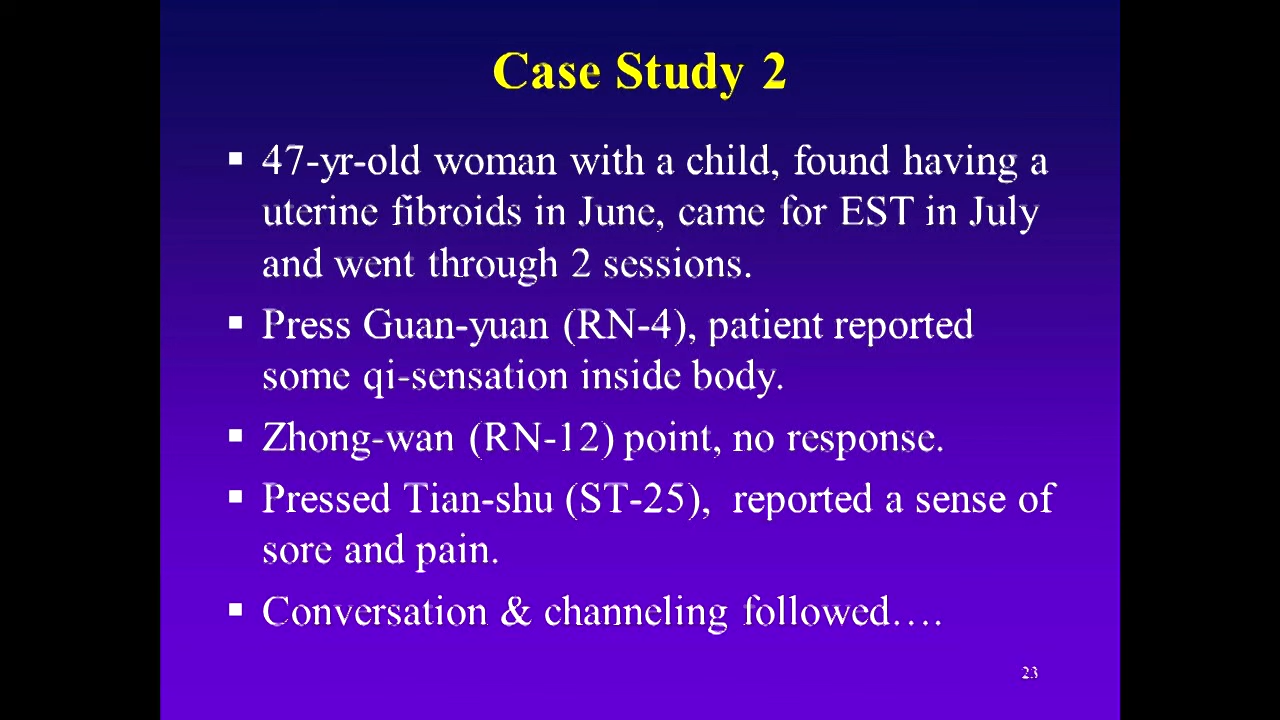 Case Study 2
▪ 47-yr-old woman with a child, found having a
uterine fibroids in June, came for EST in July
and went through 2 sessions.
▪ Press Guan-yuan (RN-4), patient reported
some qi-sensation inside body.
▪ Zhong-wan (RN-12) point, no response.
▪ Pressed Tian-shu (ST-25),  reported a sense of
sore and pain.
▪ Conversation & channeling followed….
23